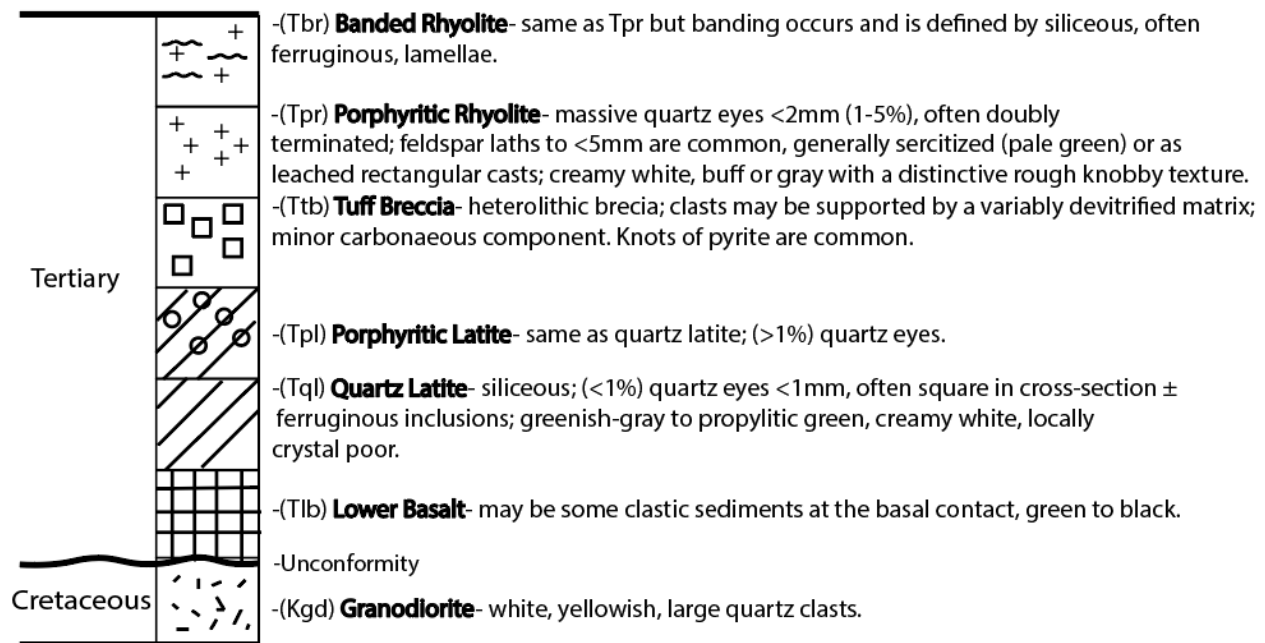 -(Tbr) Banded Rhyolite- same as Tpr but banding occurs and is defined by siliceous, often
ferruginous, lamellae.
-(Tpr) Porphyritic Rhyolite- massive quartz eyes <2mm (1-5%), often doubly
terminated; feldspar laths to <5mm are common, generally sercitized (pale green) or as
leached rectangular casts; creamy white, buff or gray with a distinctive rough knobby texture.
-(Ttb) Tuff Breccia- heterolithic brecia; clasts may be supported by a variably devitrified matrix;
minor carbonaeous component. Knots of pyrite are common.
Tertiary
-(Tpl) Porphyritic Latite- same as quartz latite; (>1%) quartz eyes.
-(Tql) Quartz Latite- siliceous; (<1%) quartz eyes <1mm, often square in cross-section ±
ferruginous inclusions; greenish-gray to propylitic green, creamy white, locally
crystal poor.
-(Tlb) Lower Basalt- may be some clastic sediments at the basal contact, green to black.
-Unconformity
Cretaceous
-(Kgd) Granodiorite- white, yellowish, large quartz clasts.